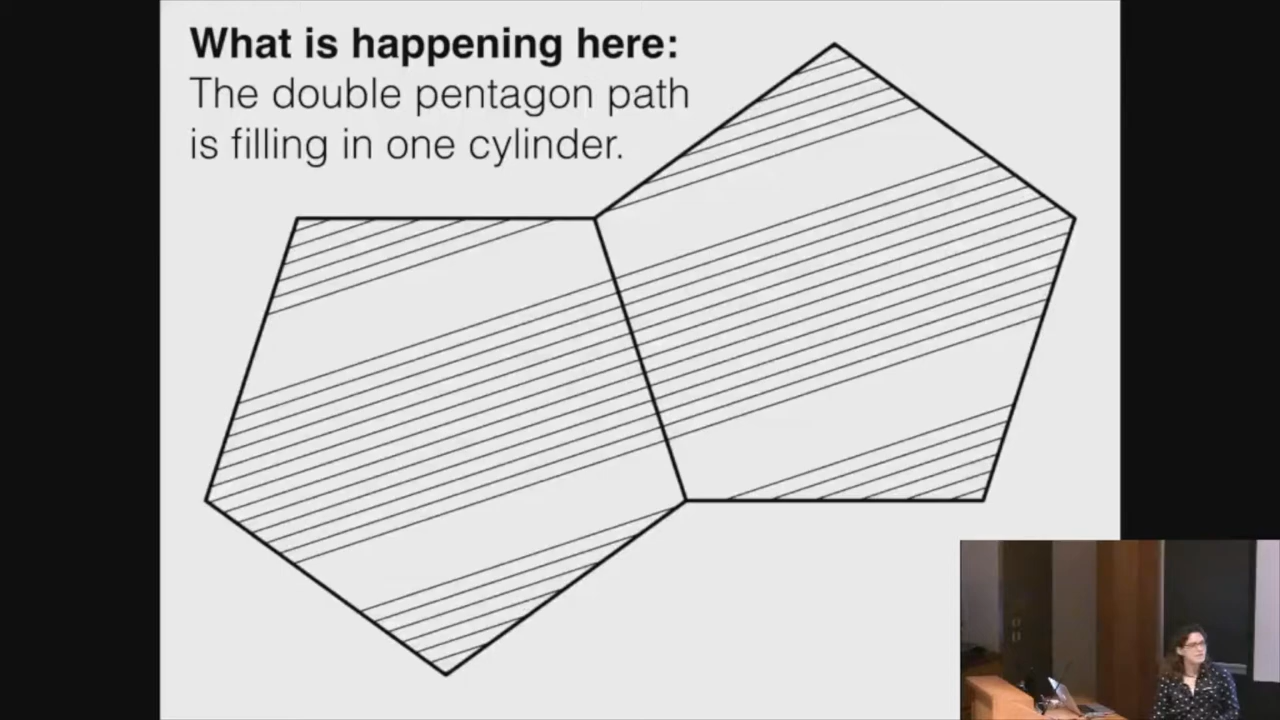 What is happening here:
The double pentagon path
is filling in one cylinder.